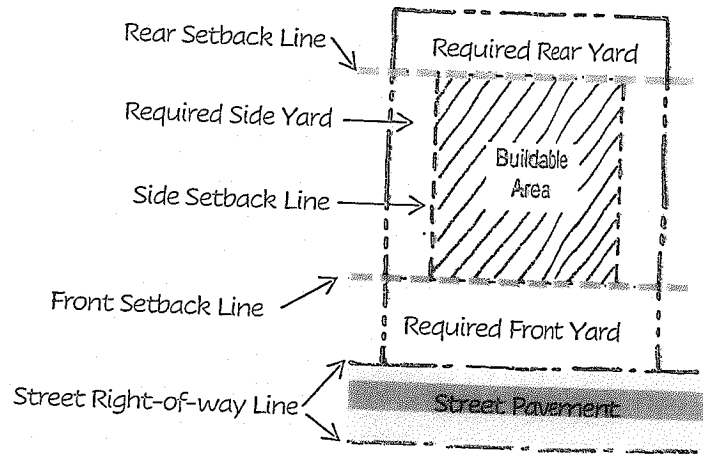 Rear Setback Line
Required Rear Yard
Required Side Yard
Buildable
Area
Side Setback Line
Front Setback Line
Required Front Yard
Street Right-of-way Line
Street Pavement